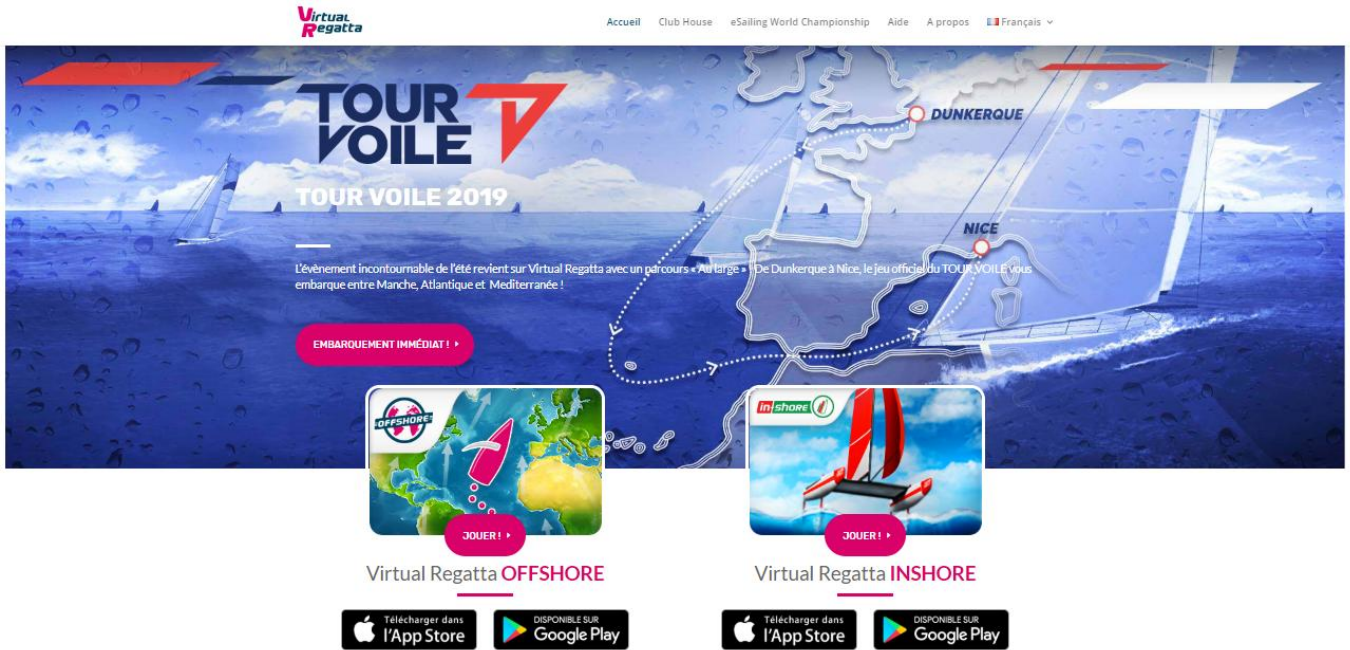 Virtual
Regatta
Accueil Club House eSailing World Championship Aide A propos Français
TOUR
VOILE
DUNKERQUE
TOUR VOILE 2019
NICE
L'évènement incontournable de l'été revient sur Virtual Regatta avec un parcours « Au large » ! De Dunkerque à Nice, le jeu officiel du TOUR VOILE vous
embarque entre Manche, Atlantique et Mediterranée !
EMBARQUEMENT IMMÉDIAT !
OFFSHORE
in-shore
JOUER !
JOUER !
Virtual Regatta OFFSHORE
Virtual Regatta INSHORE
Télécharger dans
l'App Store
DISPONIBLE SUR
Google Play
Télécharger dans
l'App Store
DISPONIBLE SUR
Google Play